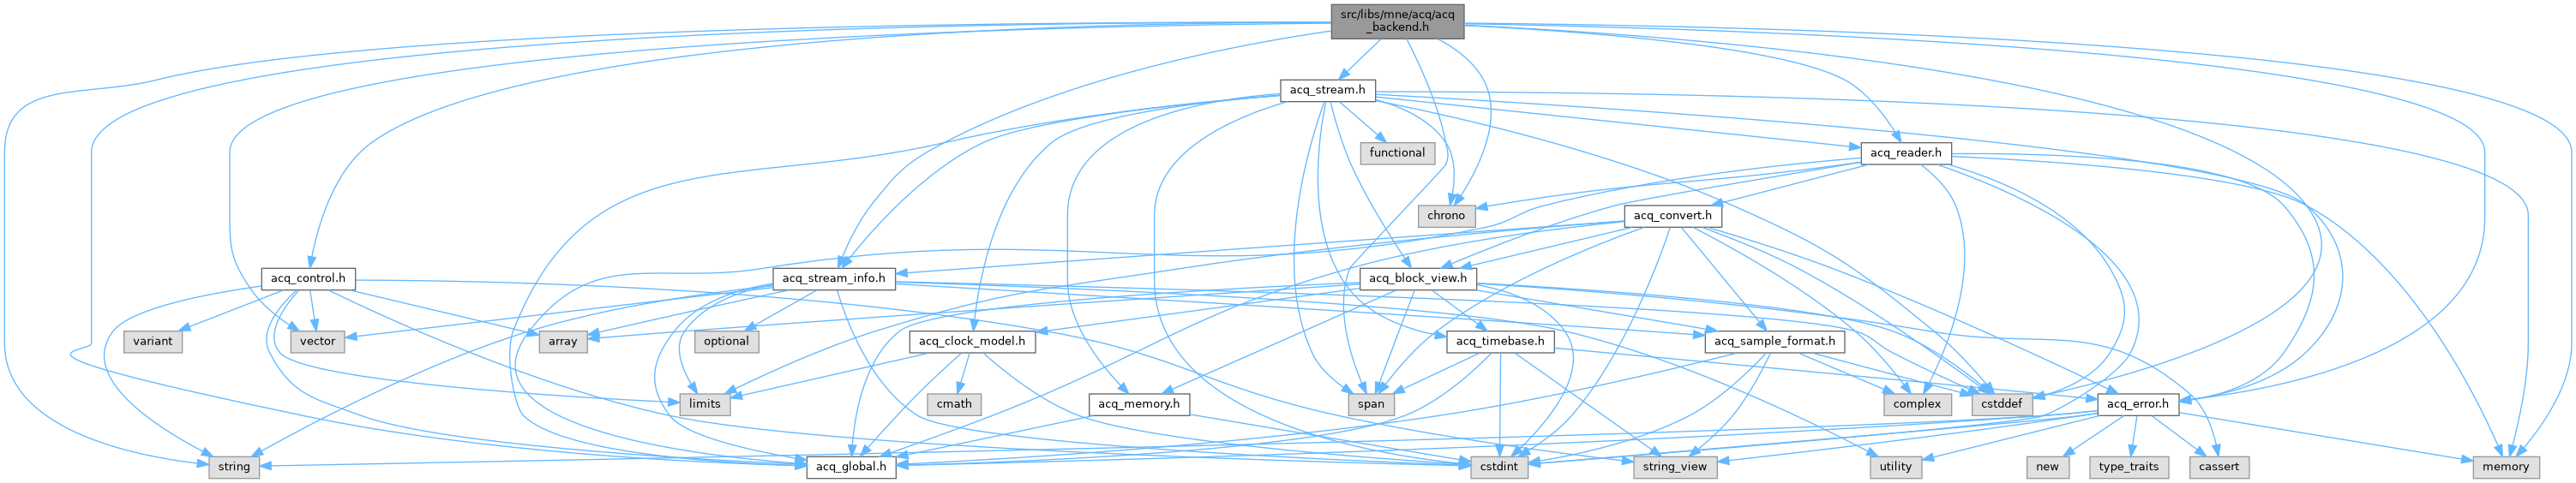 src/libs/mne/acq/acq
_backend.h
acq_stream.h
functional
acq_reader.h
chrono
acq_convert.h
acq_control.h
acq_stream_info.h
acq_block_view.h
variant
vector
array
optional
acq_clock_model.h
acq_timebase.h
acq_sample_format.h
limits
cmath
acq_memory.h
span
complex
cstddef
acq_error.h
string
acq_global.h
cstdint
string_view
utility
new
type_traits
cassert
memory